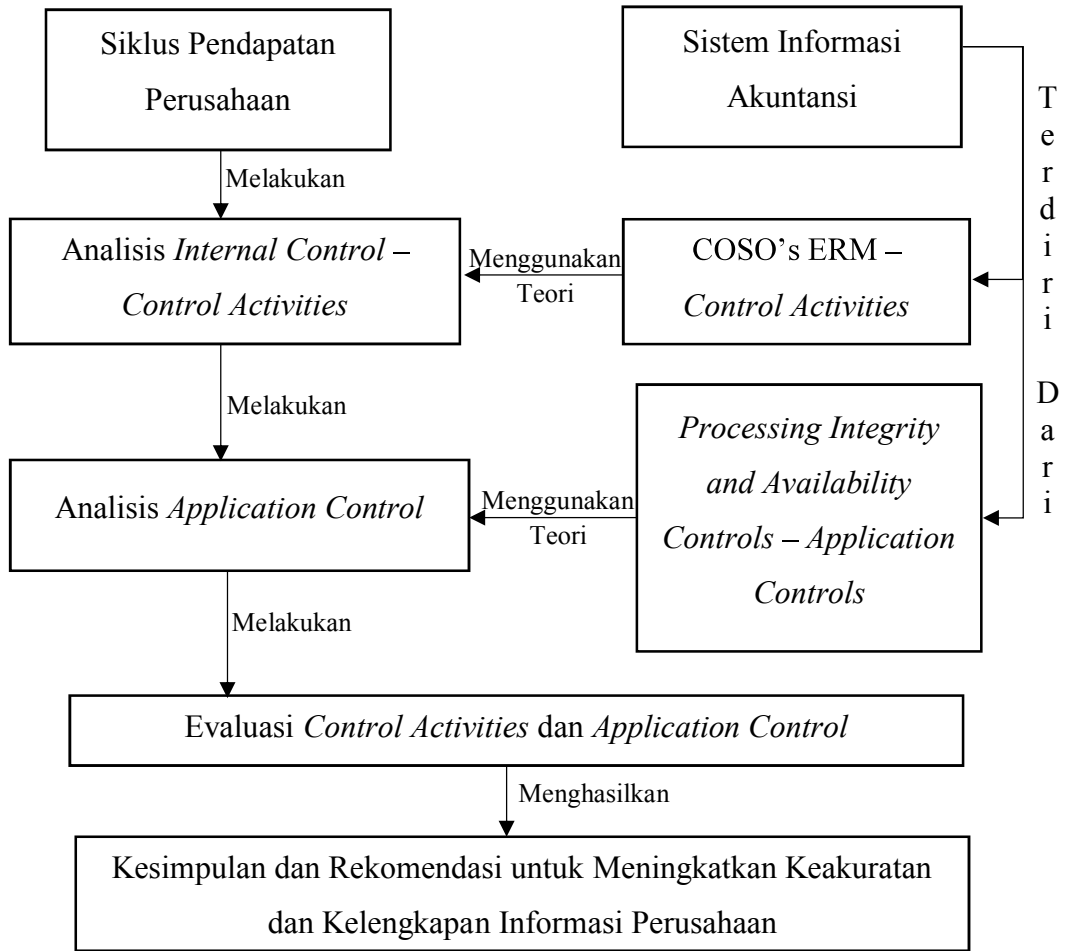 Siklus Pendapatan
Perusahaan
Sistem Informasi
Akuntansi
Terdiri Dari
Melakukan
Analisis Internal Control –
Control Activities
Menggunakan
Teori
COSO’s ERM –
Control Activities
Melakukan
Analisis Application Control
Menggunakan
Teori
Processing Integrity
and Availability
Controls – Application
Controls
Melakukan
Evaluasi Control Activities dan Application Control
Menghasilkan
Kesimpulan dan Rekomendasi untuk Meningkatkan Keakuratan
dan Kelengkapan Informasi Perusahaan